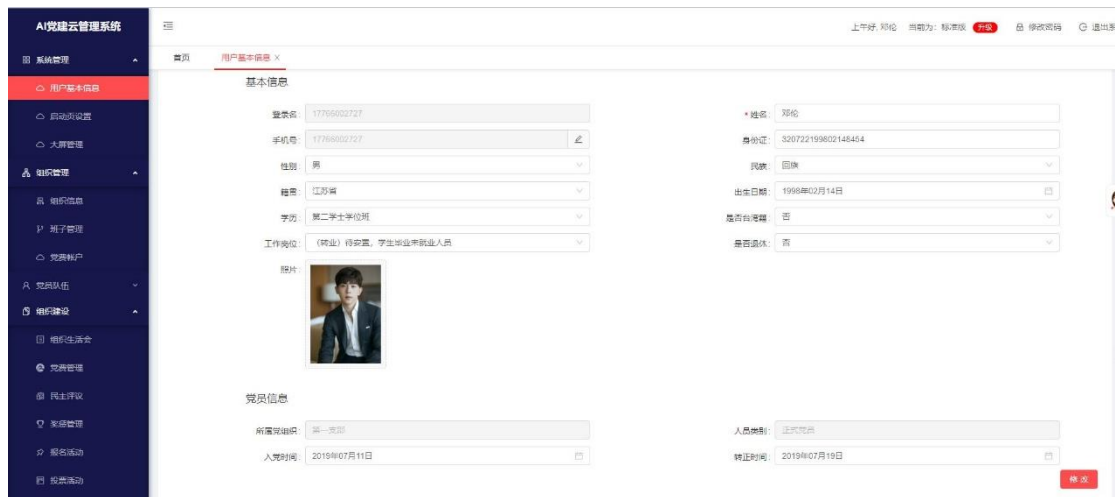 AI党建云管理系统
上午好, 邓伦 当前为：标准版 升级 修改密码 退出系
系统管理
首页 用户基本信息 ×
用户基本信息
启动页设置
大屏管理
组织管理
组织信息
班子管理
党费帐户
党员队伍
组织建设
组织生活会
党费管理
民主评议
奖惩管理
报名活动
投票活动
基本信息
登录名： 17766602727
* 姓名： 邓伦
手机号： 17766602727
身份证： 320722199802148454
性别： 男
民族： 回族
籍贯： 江苏省
出生日期： 1998年02月14日
学历： 第二学士学位班
是否台湾籍： 否
工作岗位： （转业）待安置，学生毕业未就业人员
是否退休： 否
照片：
党员信息
所属党组织： 第一支部
人员类别： 正式党员
入党时间： 2019年07月11日
转正时间： 2019年07月19日
修 改